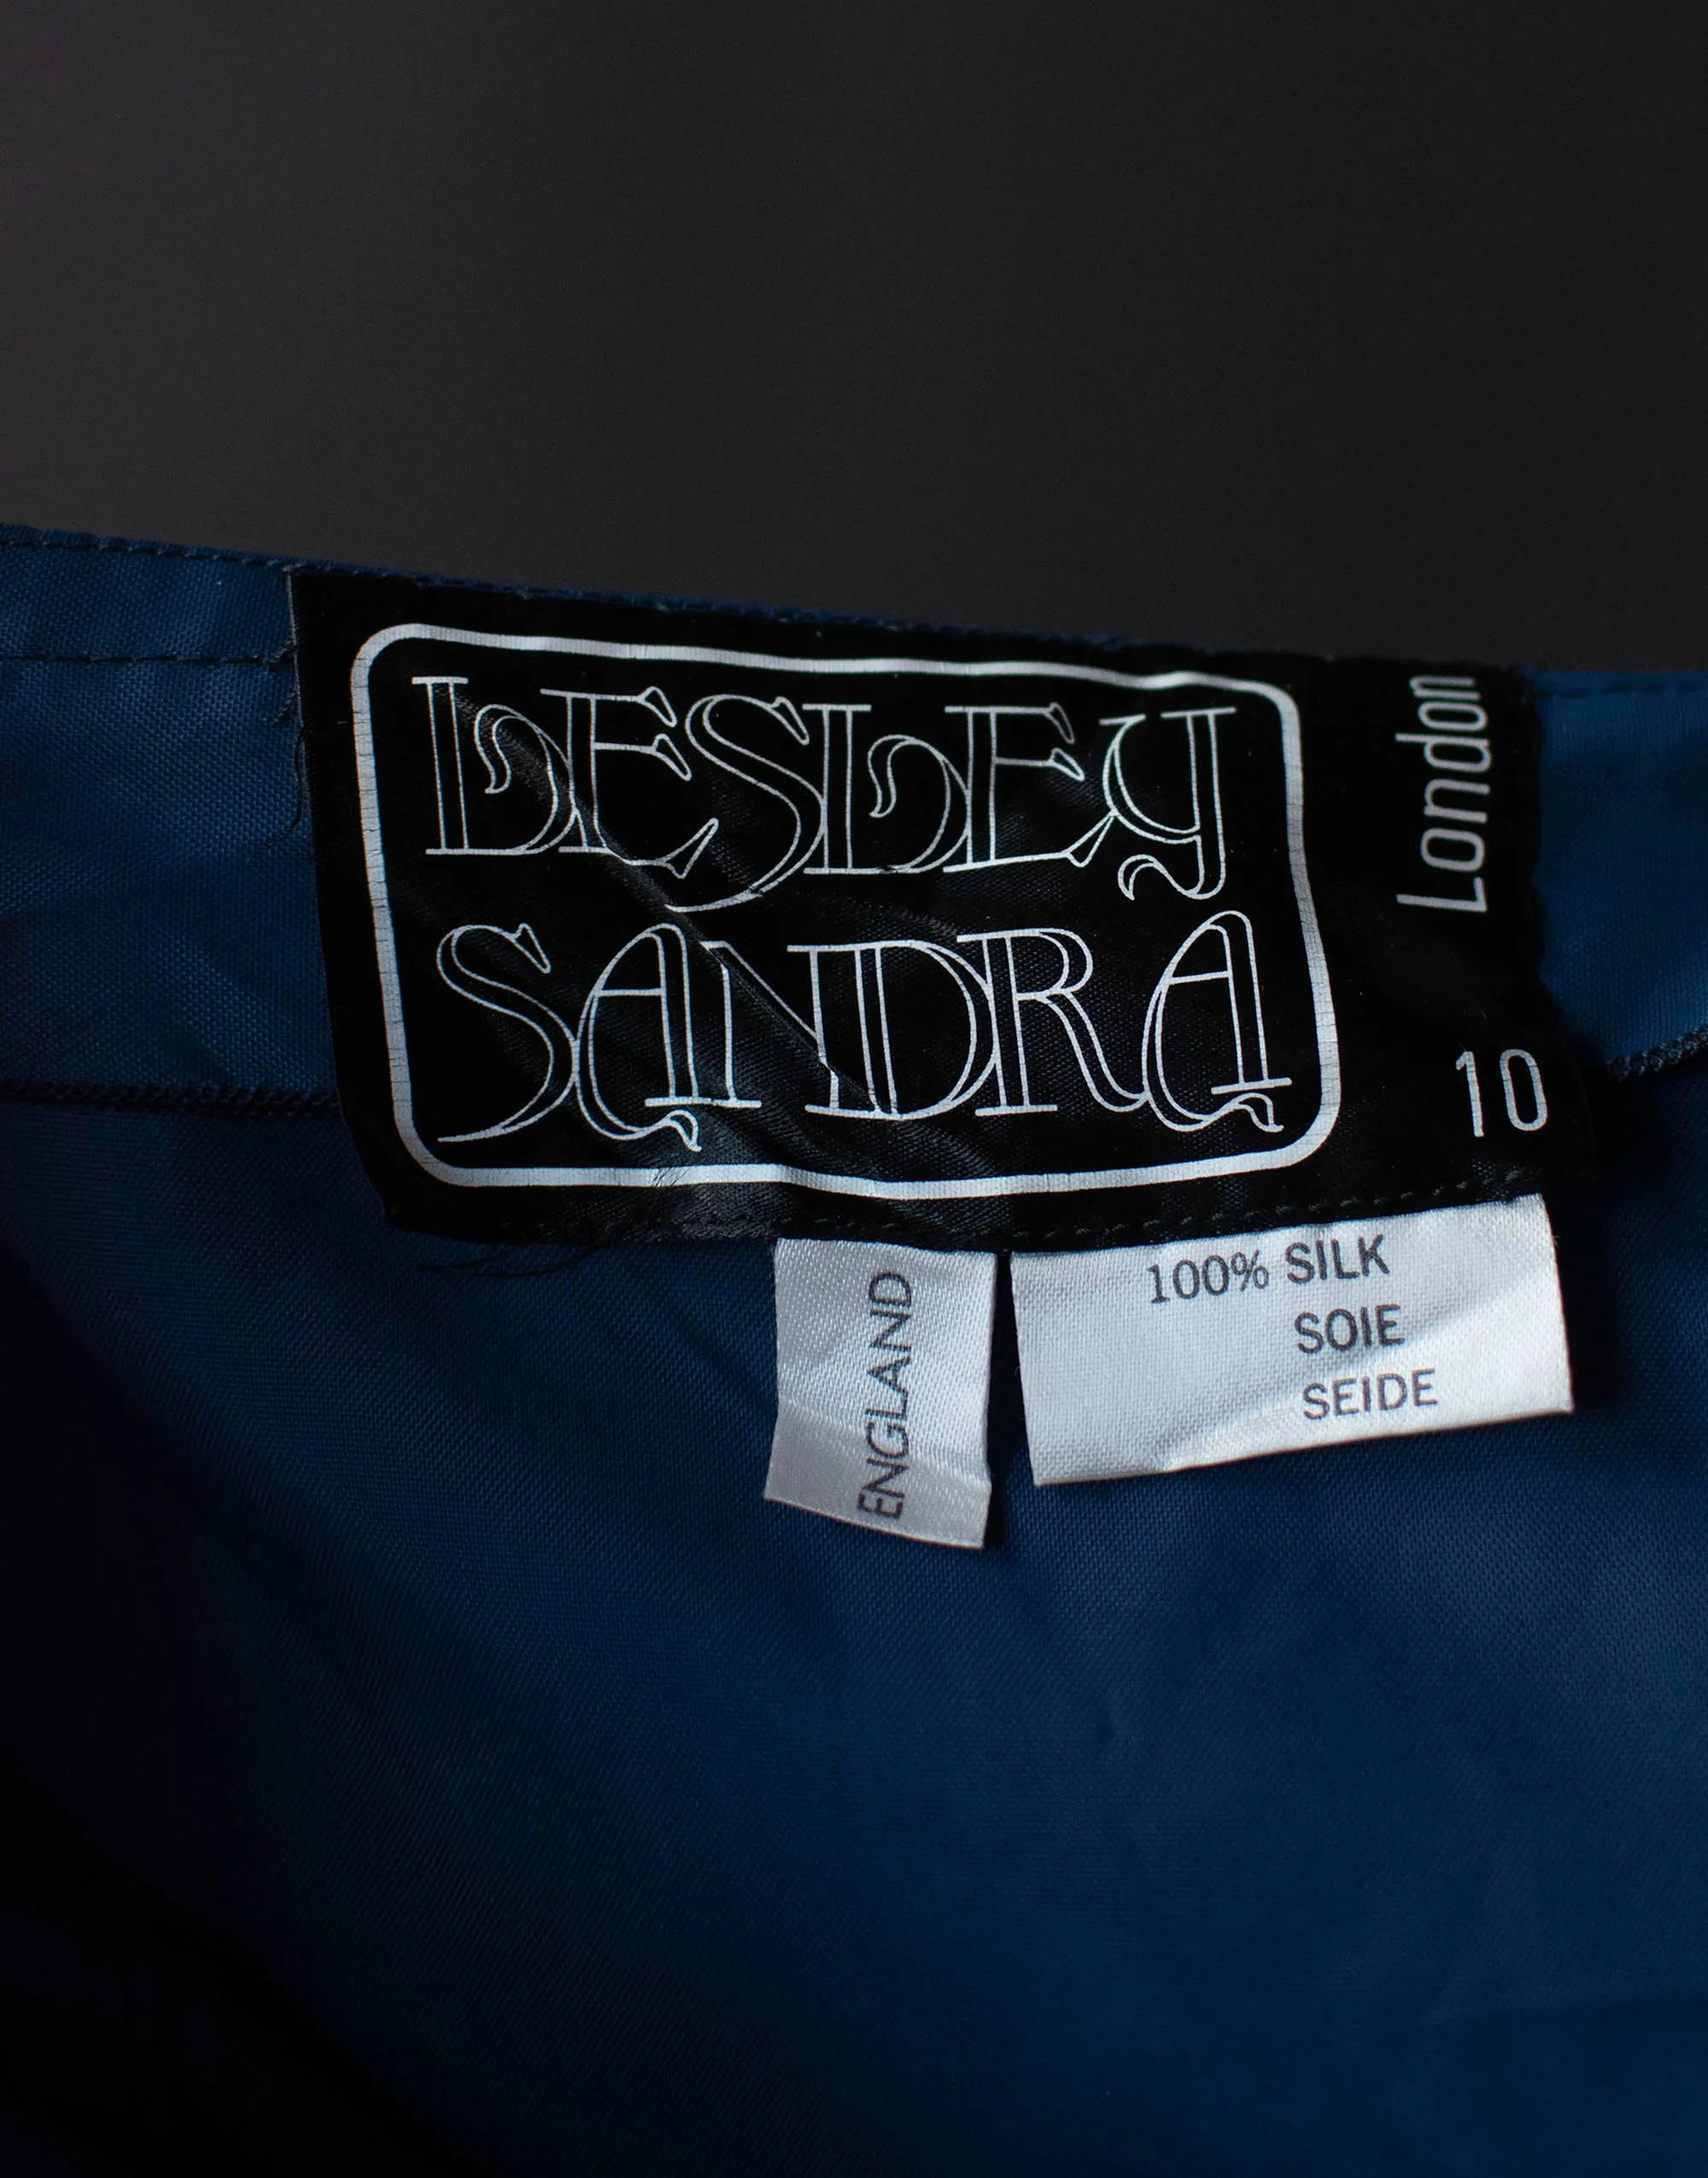 LESLEY
SANDRA
London
10
ENGLAND
100% SILK
SOIE
SEIDE